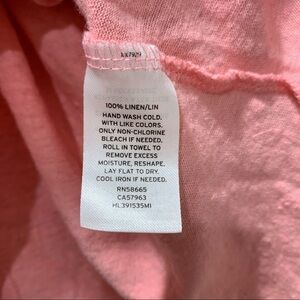 100% LINEN/LIN
HAND WASH COLD.
WITH LIKE COLORS,
ONLY NON-CHLORINE
BLEACH IF NEEDED.
ROLL IN TOWEL TO
REMOVE EXCESS
MOISTURE, RESHAPE,
LAY FLAT TO DRY.
COOL IRON IF NEEDED.
RN58665
CA57963
HL391535MI